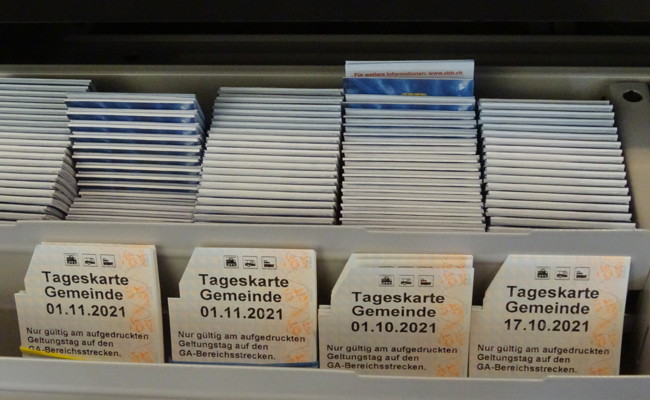 Für weitere Informationen: www.sbb.ch
Tageskarte
Gemeinde
01.11.2021
Nur gültig am aufgedruckten
Geltungstag auf den
GA-Bereichsstrecken.
Tageskarte
Gemeinde
01.11.2021
Nur gültig am aufgedruckten
Geltungstag auf den
GA-Bereichsstrecken.
Tageskarte
Gemeinde
01.10.2021
Nur gültig am aufgedruckten
Geltungstag auf den
GA-Bereichsstrecken.
Tageskarte
Gemeinde
17.10.2021
Nur gültig am aufgedruckten
Geltungstag auf den
GA-Bereichsstrecken.